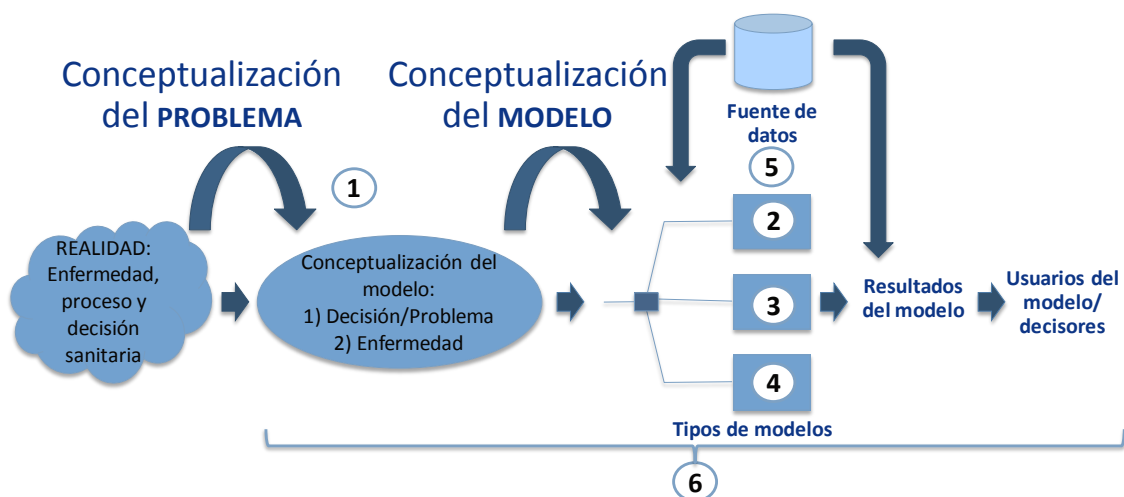 Conceptualización
del PROBLEMA
Conceptualización
del MODELO
Fuente de
datos
5
1
REALIDAD:
Enfermedad,
proceso y
decisión
sanitaria
Conceptualización del
modelo:
1) Decisión/Problema
2) Enfermedad
2
3
4
Tipos de modelos
Resultados
del modelo
Usuarios del
modelo/
decisores
6